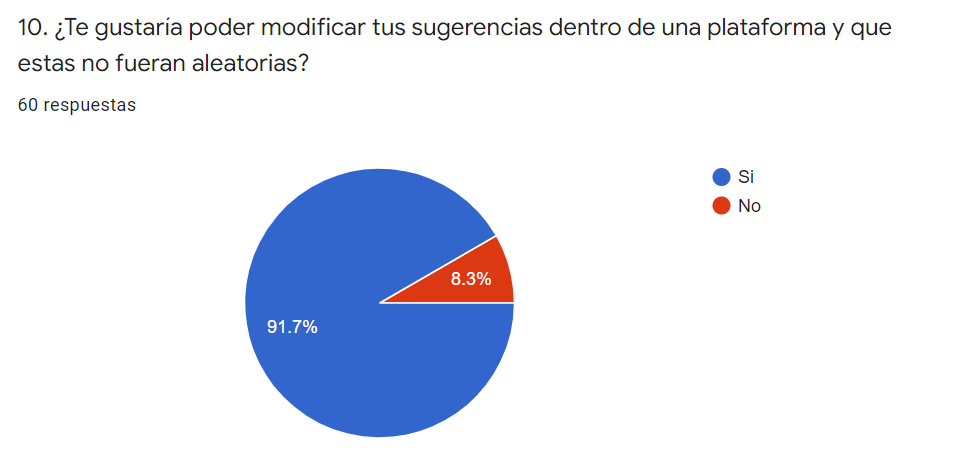 10. ¿Te gustaría poder modificar tus sugerencias dentro de una plataforma y que
estas no fueran aleatorias?
60 respuestas
Si
No
8.3%
91.7%